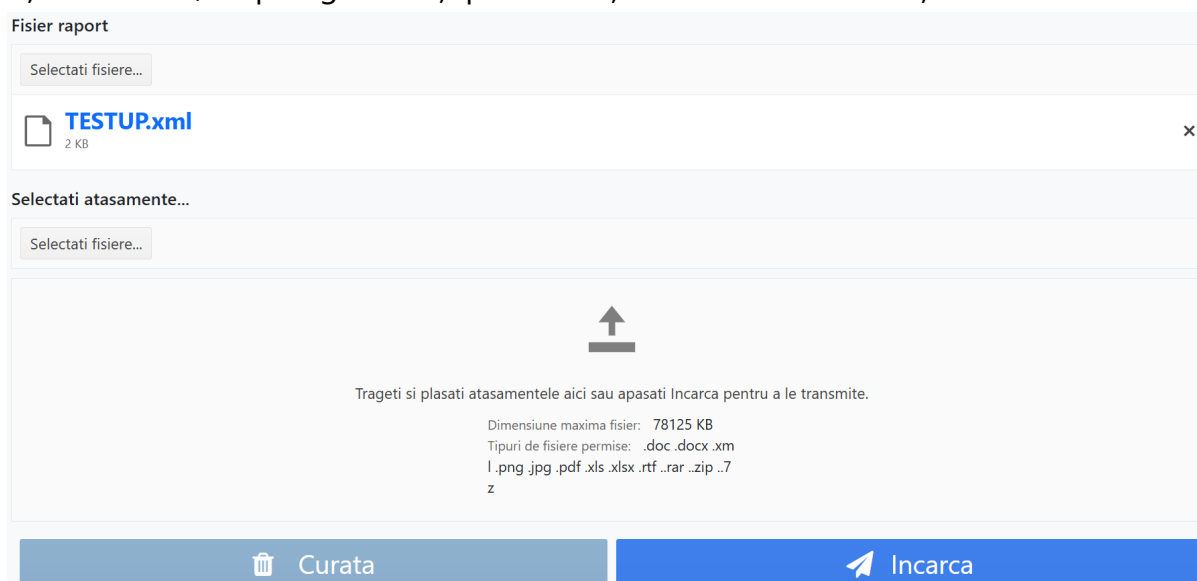 Fisier raport
Selectati fisiere...
TESTUP.xml
2 KB
Selectati atasamente...
Selectati fisiere...
Trageti si plasati atasamentele aici sau apasati Incarca pentru a le transmite.
Dimensiune maxima fisier: 78125 KB
Tipuri de fisiere permise: .doc .docx .xm
l .png .jpg .pdf .xls .xlsx .rtf ..rar ..zip ..7
z
Curata
Incarca